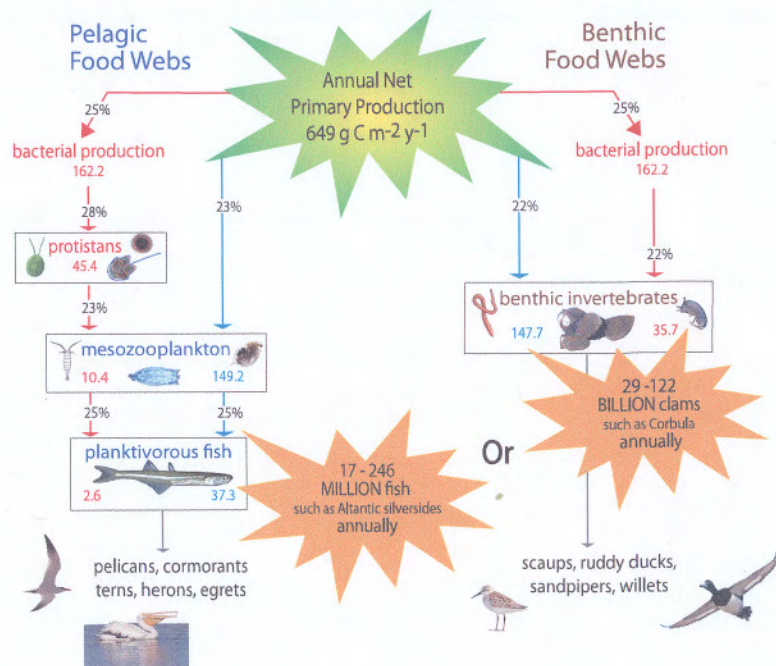 Pelagic
Food Webs
Benthic
Food Webs
Annual Net
Primary Production
649 g C m-2 y-1
25%
25%
bacterial production
162.2
bacterial production
162.2
28%
23%
22%
22%
protistans
45.4
23%
benthic invertebrates
147.7
35.7
mesozooplankton
10.4
149.2
25%
25%
29 -122
BILLION clams
such as Corbula
annually
planktivorous fish
2.6
37.3
Or
17 - 246
MILLION fish
such as Altantic silversides
annually
pelicans, cormorants
terns, herons, egrets
scaups, ruddy ducks,
sandpipers, willets